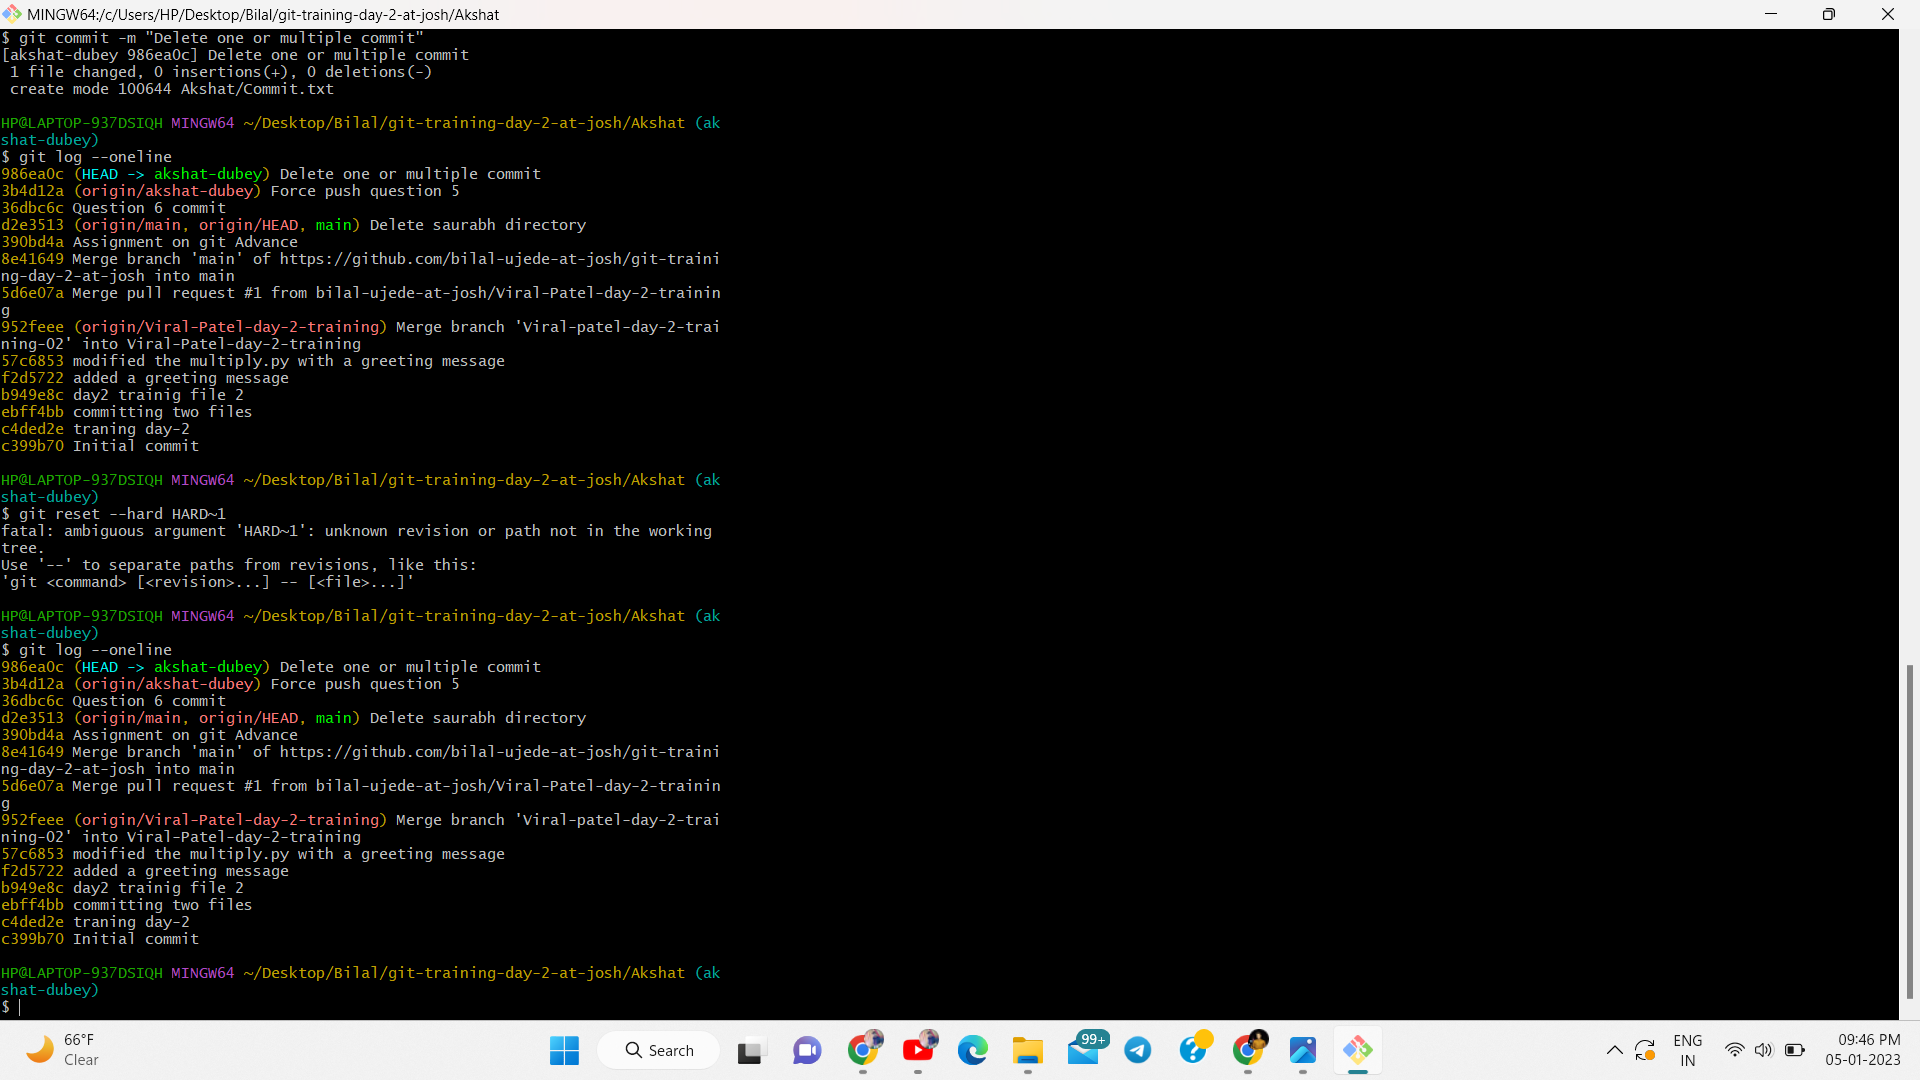 MINGW64:/c/Users/HP/Desktop/Bilal/git-training-day-2-at-josh/Akshat
$ git commit -m "Delete one or multiple commit"
[akshat-dubey 986ea0c] Delete one or multiple commit
 1 file changed, 0 insertions(+), 0 deletions(-)
 create mode 100644 Akshat/Commit.txt
HP@LAPTOP-937DSIQH MINGW64 ~/Desktop/Bilal/git-training-day-2-at-josh/Akshat (ak
shat-dubey)
$ git log --oneline
986ea0c (HEAD -> akshat-dubey) Delete one or multiple commit
3b4d12a (origin/akshat-dubey) Force push question 5
36dbc6c Question 6 commit
d2e3513 (origin/main, origin/HEAD, main) Delete saurabh directory
390bd4a Assignment on git Advance
8e41649 Merge branch 'main' of https://github.com/bilal-ujede-at-josh/git-traini
ng-day-2-at-josh into main
5d6e07a Merge pull request #1 from bilal-ujede-at-josh/Viral-Patel-day-2-trainin
g
952feee (origin/Viral-Patel-day-2-training) Merge branch 'Viral-patel-day-2-trai
ning-02' into Viral-Patel-day-2-training
57c6853 modified the multiply.py with a greeting message
f2d5722 added a greeting message
b949e8c day2 trainig file 2
ebff4bb committing two files
c4ded2e traning day-2
c399b70 Initial commit
HP@LAPTOP-937DSIQH MINGW64 ~/Desktop/Bilal/git-training-day-2-at-josh/Akshat (ak
shat-dubey)
$ git reset --hard HARD~1
fatal: ambiguous argument 'HARD~1': unknown revision or path not in the working
tree.
Use '--' to separate paths from revisions, like this:
'git <command> [<revision>...] -- [<file>...]'
HP@LAPTOP-937DSIQH MINGW64 ~/Desktop/Bilal/git-training-day-2-at-josh/Akshat (ak
shat-dubey)
$ git log --oneline
986ea0c (HEAD -> akshat-dubey) Delete one or multiple commit
3b4d12a (origin/akshat-dubey) Force push question 5
36dbc6c Question 6 commit
d2e3513 (origin/main, origin/HEAD, main) Delete saurabh directory
390bd4a Assignment on git Advance
8e41649 Merge branch 'main' of https://github.com/bilal-ujede-at-josh/git-traini
ng-day-2-at-josh into main
5d6e07a Merge pull request #1 from bilal-ujede-at-josh/Viral-Patel-day-2-trainin
g
952feee (origin/Viral-Patel-day-2-training) Merge branch 'Viral-patel-day-2-trai
ning-02' into Viral-Patel-day-2-training
57c6853 modified the multiply.py with a greeting message
f2d5722 added a greeting message
b949e8c day2 trainig file 2
ebff4bb committing two files
c4ded2e traning day-2
c399b70 Initial commit
HP@LAPTOP-937DSIQH MINGW64 ~/Desktop/Bilal/git-training-day-2-at-josh/Akshat (ak
shat-dubey)
$
66°F
Clear
Search
99+
ENG
IN
09:46 PM
05-01-2023